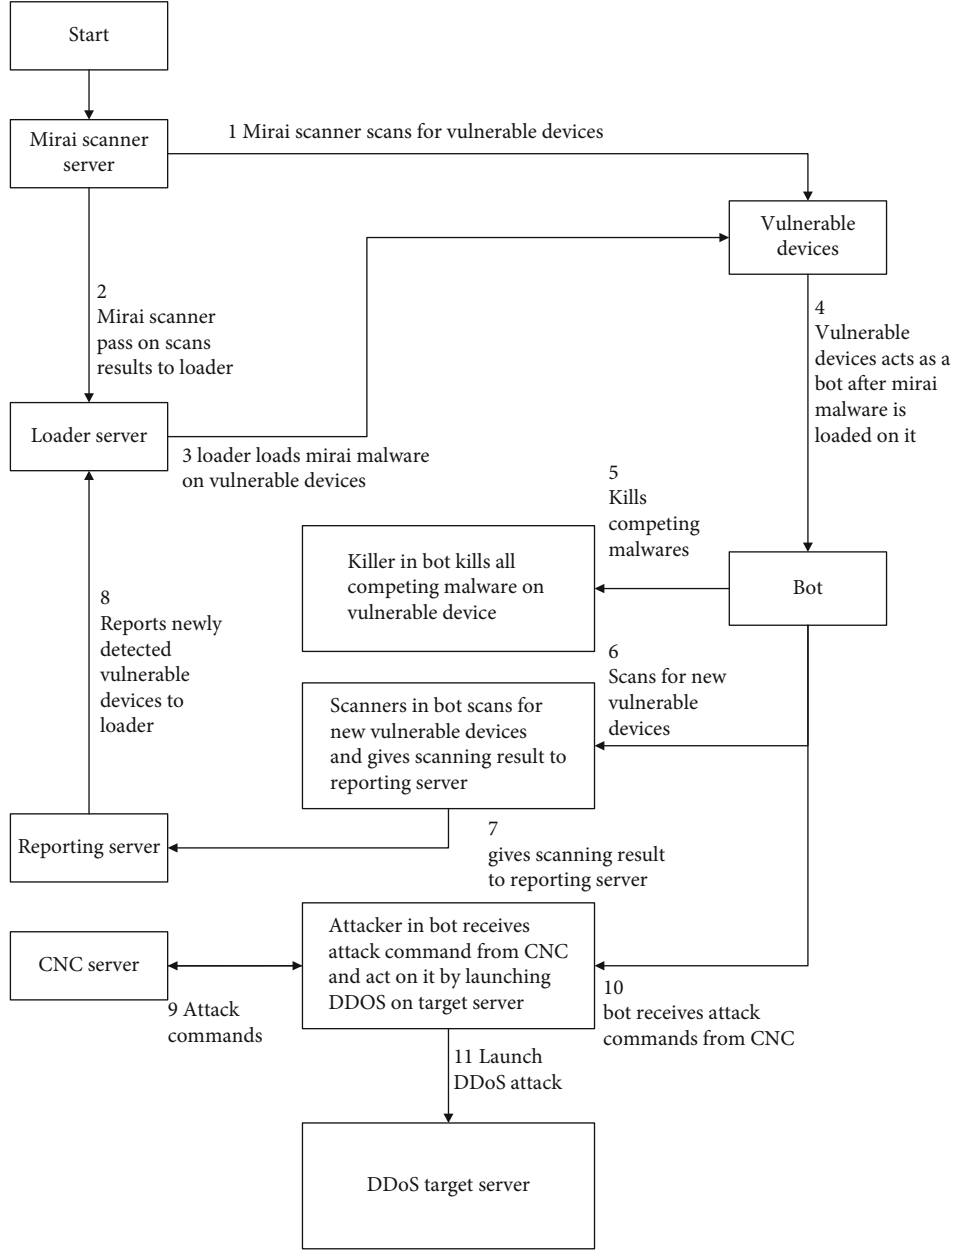 Start
Mirai scanner
server
1 Mirai scanner scans for vulnerable devices
Vulnerable
devices
2
Mirai scanner
pass on scans
results to loader
4
Vulnerable
devices acts as a
bot after mirai
malware is
loaded on it
Loader server
3 loader loads mirai malware
on vulnerable devices
5
Kills
competing
malwares
Killer in bot kills all
competing malware on
vulnerable device
Bot
8
Reports newly
detected
vulnerable
devices to
loader
6
Scans for new
vulnerable
devices
Scanners in bot scans for
new vulnerable devices
and gives scanning result to
reporting server
Reporting server
7
gives scanning result
to reporting server
Attacker in bot receives
attack command from CNC
and act on it by launching
DDOS on target server
CNC server
9 Attack
commands
10
bot receives attack
commands from CNC
11 Launch
DDoS attack
DDoS target server